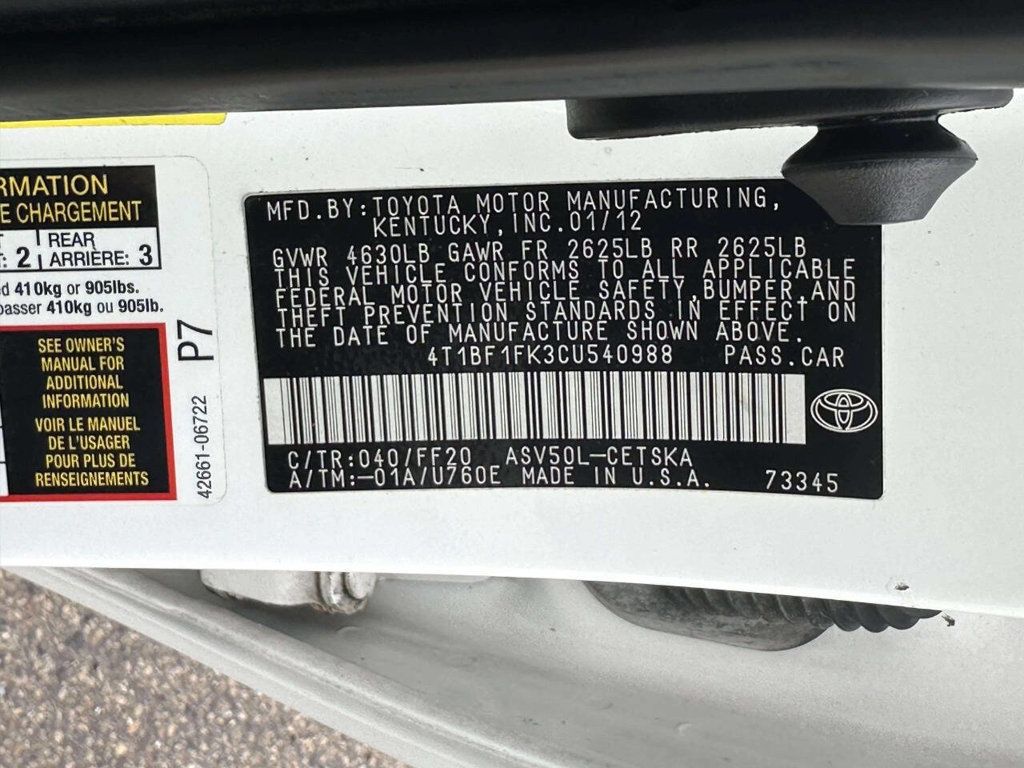 RMATION
E CHARGEMENT
: 2
REAR
ARRIÈRE: 3
d 410kg or 905lbs.
passer 410kg ou 905lb.
SEE OWNER'S
MANUAL FOR
ADDITIONAL
INFORMATION
VOIR LE MANUEL
DE L'USAGER
POUR PLUS DE
RENSEIGNEMENTS
P7
42661-06722
MFD.BY:TOYOTA MOTOR MANUFACTURING,
KENTUCKY,INC.01/12
GVWR 4630LB GAWR FR 2625LB RR 2625LB
THIS VEHICLE CONFORMS TO ALL APPLICABLE
FEDERAL MOTOR VEHICLE SAFETY,BUMPER,AND
THEFT PREVENTION STANDARDS IN EFFECT ON
THE DATE OF MANUFACTURE SHOWN ABOVE.
4T1BF1FK3CU540988 PASS.CAR
C/TR:040/FF20 ASV50L-CETSKA
A/TM:-01A/U760E MADE IN U.S.A. 73345